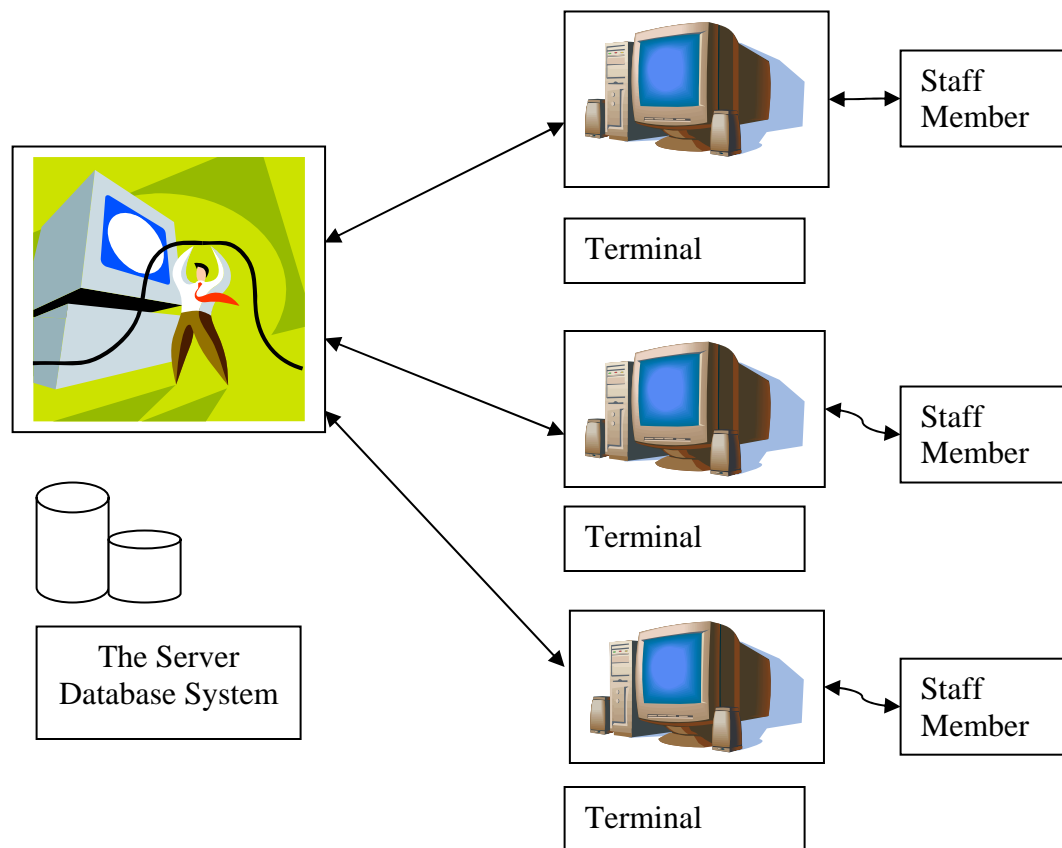 Staff
Member
Terminal
Staff
Member
Terminal
The Server
Database System
Staff
Member
Terminal